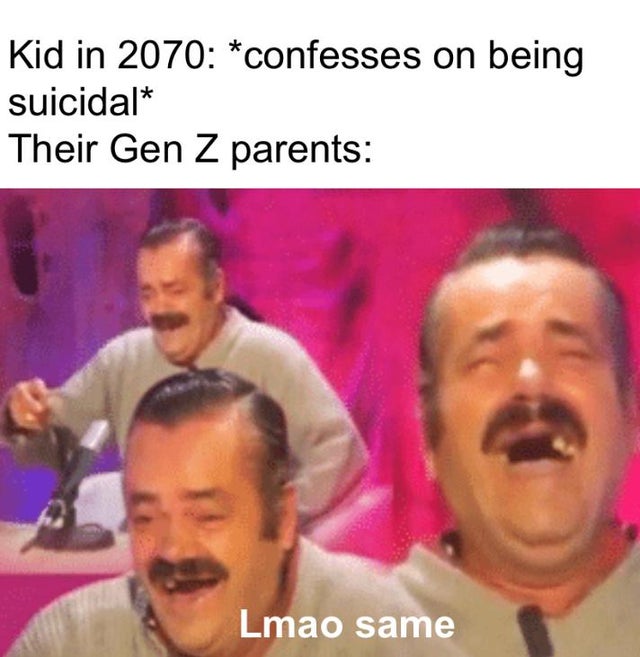 Kid in 2070: *confesses on being
suicidal*
Their Gen Z parents:
Lmao same